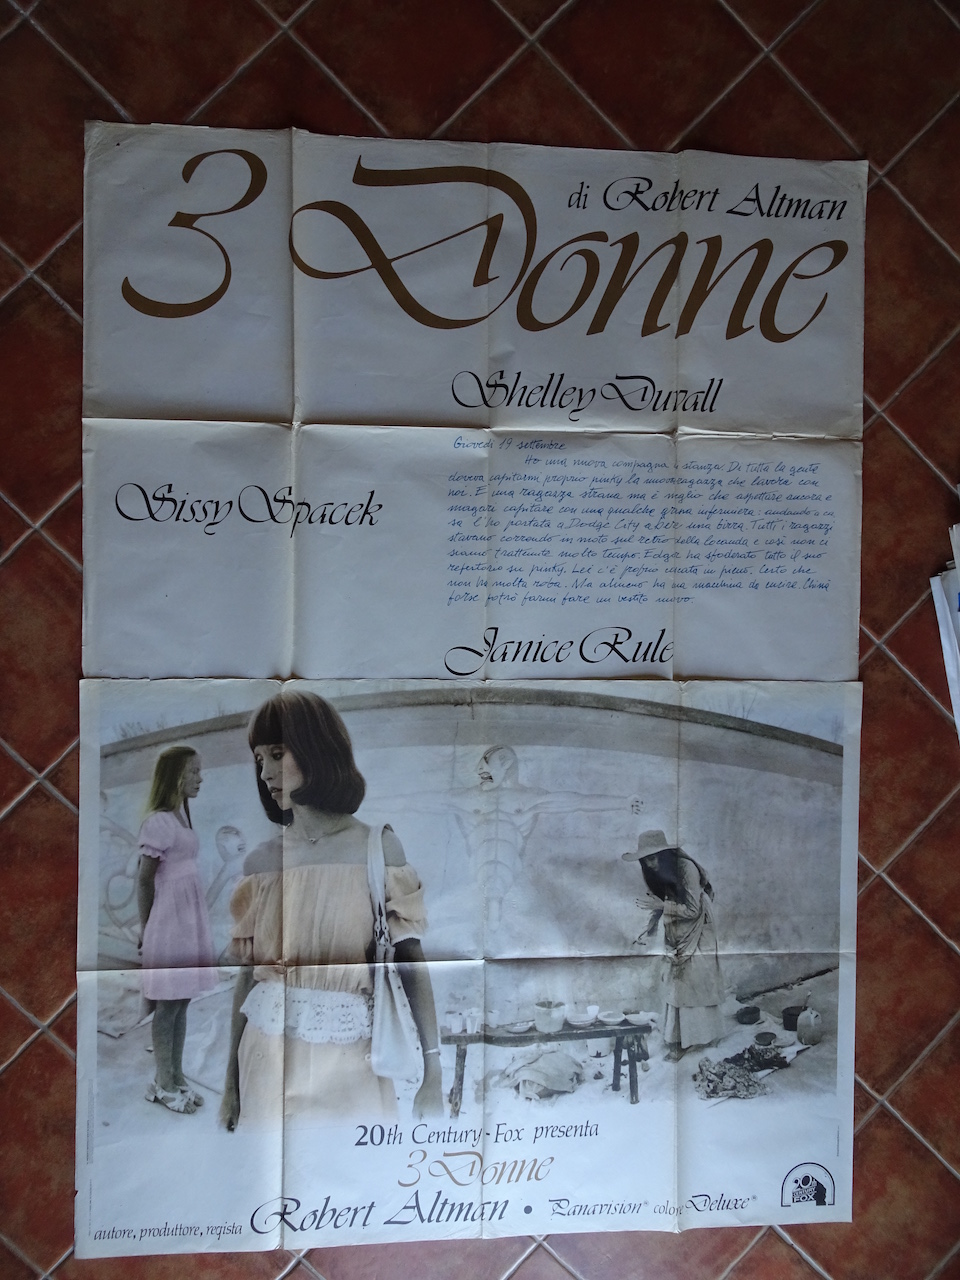 3 Donne
di Robert Altman
Shelley Duvall
Giovedì 19 settembre
Ho una nuova compagna stanza. Di tutta la gente
doveva capitarmi proprio pinky la ragazza che lavora con
noi. E' una ragazza strana ma è meglio che aspettare ancora e
magari capitare con una qualche infermiera: andando a ca
sa l'ho portata a Dodge City a bere una birra. Tutti i ragazzi
stavano correndo in moto sul retro della locanda e così non ci
siamo trattenute molto tempo. Edgar ha sfoderato tutto il suo
repertorio su pinky. Lei c'è proprio cascata in pieno. Certo che
non ha molta roba. Ma almeno ha una macchina da cucire. Chissà
forse potrò farmi fare un vestito nuovo.
Sissy Spacek
Janice Rule
20th Century-Fox presenta
3 Donne
autore, produttore, regista Robert Altman • Panavision® colore Deluxe®
20th CENTURY FOX